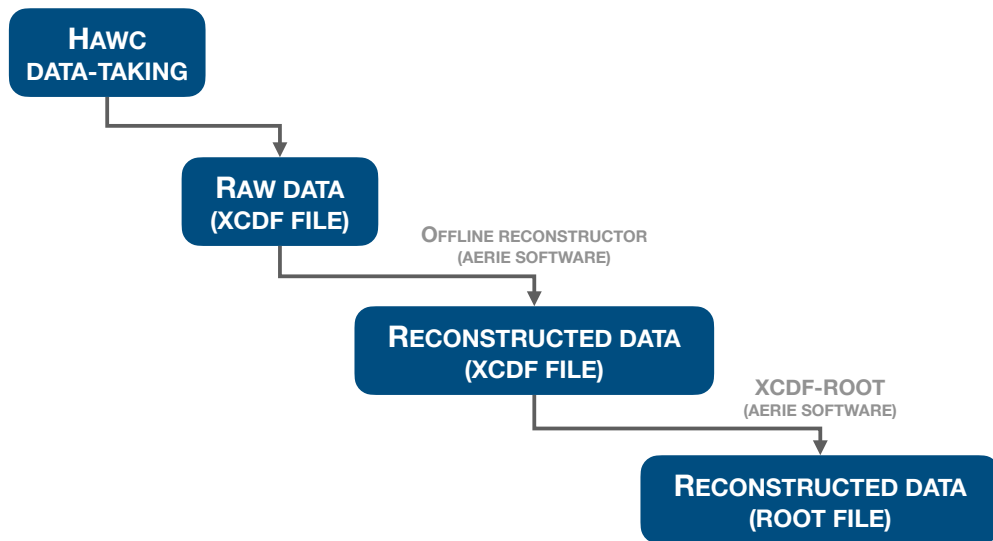 HAWC
DATA-TAKING
RAW DATA
(XCDF FILE)
OFFLINE RECONSTRUCTOR
(AERIE SOFTWARE)
RECONSTRUCTED DATA
(XCDF FILE)
XCDF-ROOT
(AERIE SOFTWARE)
RECONSTRUCTED DATA
(ROOT FILE)